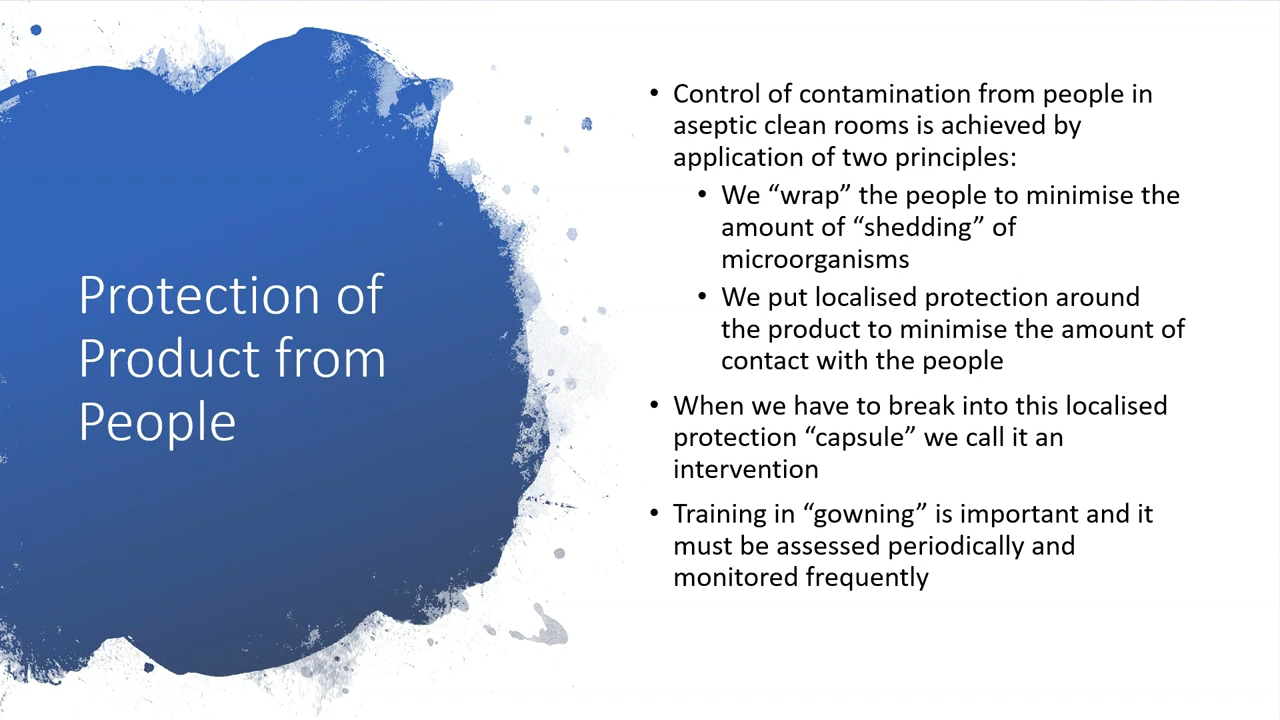 Protection of
Product from
People
• Control of contamination from people in
aseptic clean rooms is achieved by
application of two principles:
• We “wrap” the people to minimise the
amount of “shedding” of
microorganisms
• We put localised protection around
the product to minimise the amount of
contact with the people
• When we have to break into this localised
protection “capsule” we call it an
intervention
• Training in “gowning” is important and it
must be assessed periodically and
monitored frequently